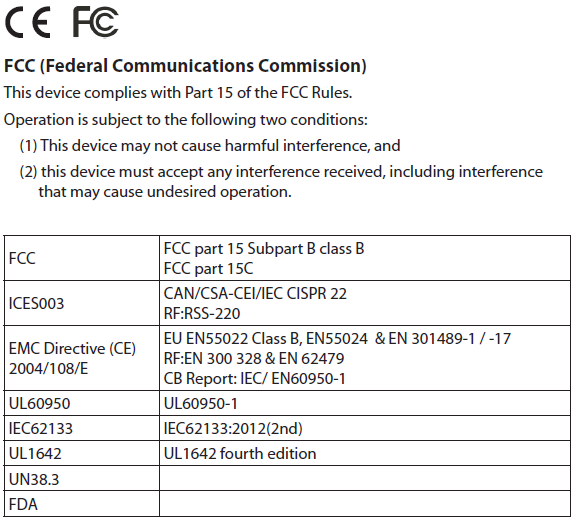 CE FC
FCC (Federal Communications Commission)
This device complies with Part 15 of the FCC Rules.
Operation is subject to the following two conditions:
(1) This device may not cause harmful interference, and
(2) this device must accept any interference received, including interference
that may cause undesired operation.
FCC
FCC part 15 Subpart B class B
FCC part 15C
ICES003
CAN/CSA-CEI/IEC CISPR 22
RF:RSS-220
EMC Directive (CE)
2004/108/E
EU EN55022 Class B, EN55024 & EN 301489-1 / -17
RF:EN 300 328 & EN 62479
CB Report: IEC/ EN60950-1
UL60950
UL60950-1
IEC62133
IEC62133:2012(2nd)
UL1642
UL1642 fourth edition
UN38.3
FDA